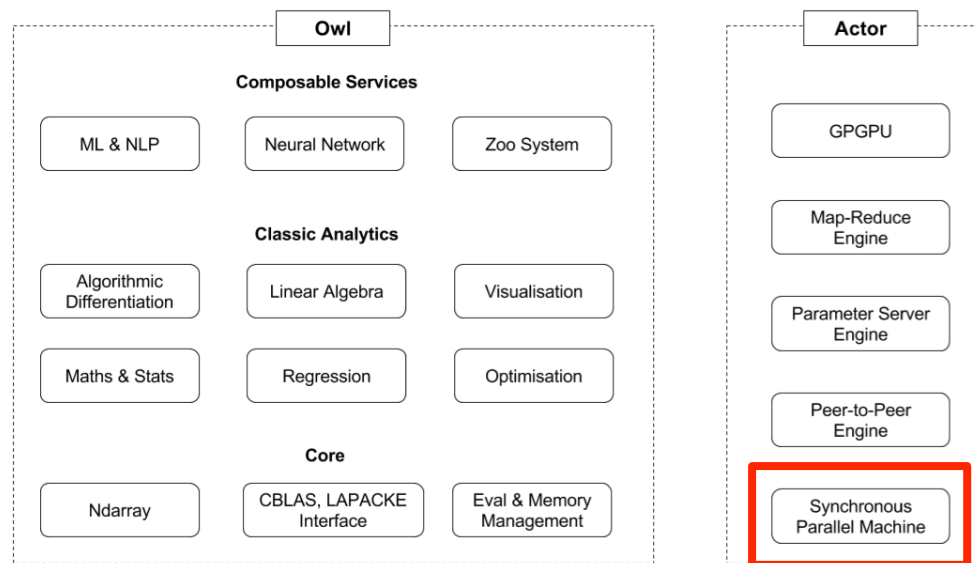 Owl
Composable Services
ML & NLP
Neural Network
Zoo System
Classic Analytics
Algorithmic
Differentiation
Linear Algebra
Visualisation
Maths & Stats
Regression
Optimisation
Core
Ndarray
CBLAS, LAPACKE
Interface
Eval & Memory
Management
Actor
GPGPU
Map-Reduce
Engine
Parameter Server
Engine
Peer-to-Peer
Engine
Synchronous
Parallel Machine